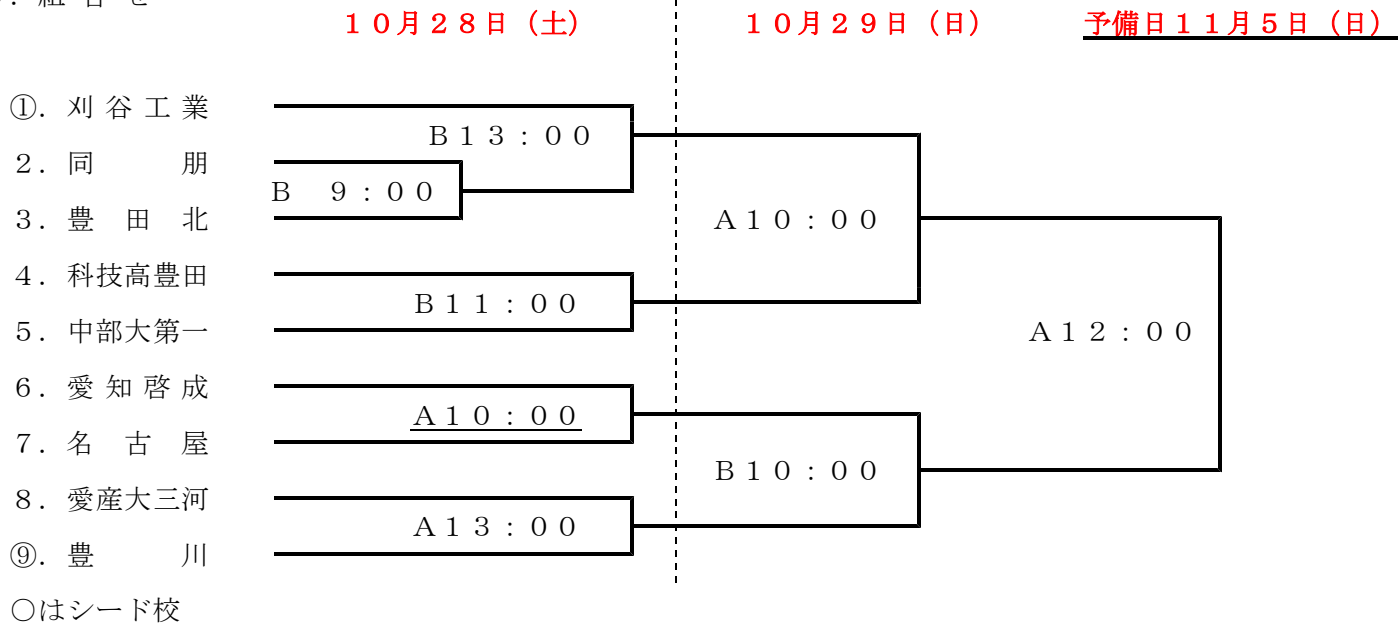 組 合 せ
１０月２８日（土） １０月２９日（日） 予備日１１月５日（日）
①．刈 谷 工 業
Ｂ１３：００
２．同　　　朋
Ｂ　９：００
３．豊　田　北
Ａ１０：００
４．科技高豊田
Ｂ１１：００
５．中部大第一
Ａ１２：００
６．愛 知 啓 成
Ａ１０：００
７．名　古　屋
Ｂ１０：００
８．愛産大三河
Ａ１３：００
⑨．豊　　　川
○はシード校